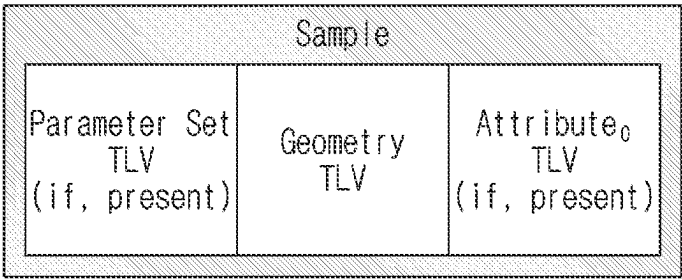 Sample
Parameter Set
TLV
(if, present)
Geometry
TLV
Attribute₀
TLV
(if, present)